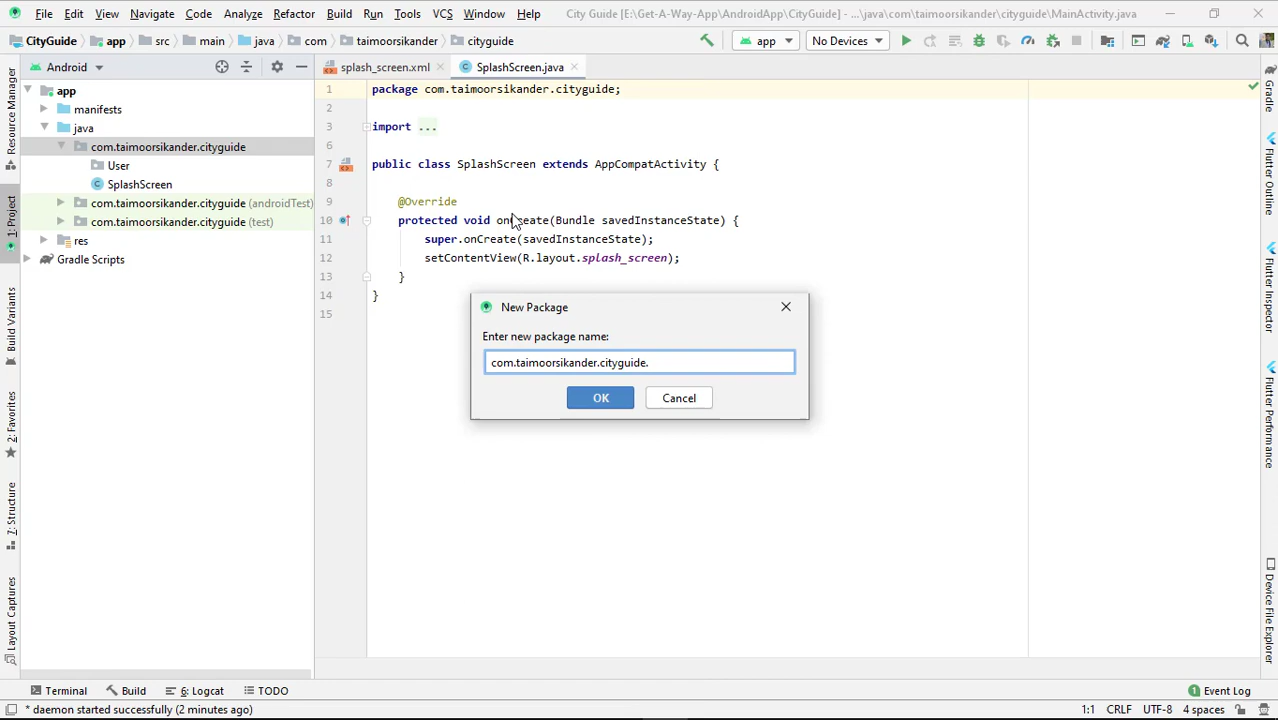 File Edit View Navigate Code Analyze Refactor Build Run Tools VCS Window Help City Guide [E:\Get-A-Way-App\AndroidApp\CityGuide] - ...\java\com\taimoorsikander\cityguide\MainActivity.java
CityGuide app src main java com taimoorsikander cityguide app No Devices
Android
splash_screen.xml
SplashScreen.java
app
manifests
java
com.taimoorsikander.cityguide
User
SplashScreen
com.taimoorsikander.cityguide (androidTest)
com.taimoorsikander.cityguide (test)
res
Gradle Scripts
1 package com.taimoorsikander.cityguide;
2
3 import ...
6
7 public class SplashScreen extends AppCompatActivity {
8
9 @Override
10 protected void onCreate(Bundle savedInstanceState) {
11 super.onCreate(savedInstanceState);
12 setContentView(R.layout.splash_screen);
13 }
14 }
15
New Package
Enter new package name:
com.taimoorsikander.cityguide.
OK
Cancel
Resource Manager
1: Project
Build Variants
2: Favorites
7: Structure
Layout Captures
Gradle
Flutter Outline
Flutter Inspector
Flutter Performance
Device File Explorer
Terminal Build 6: Logcat TODO
1 Event Log
* daemon started successfully (2 minutes ago)
1:1 CRLF UTF-8 4 spaces